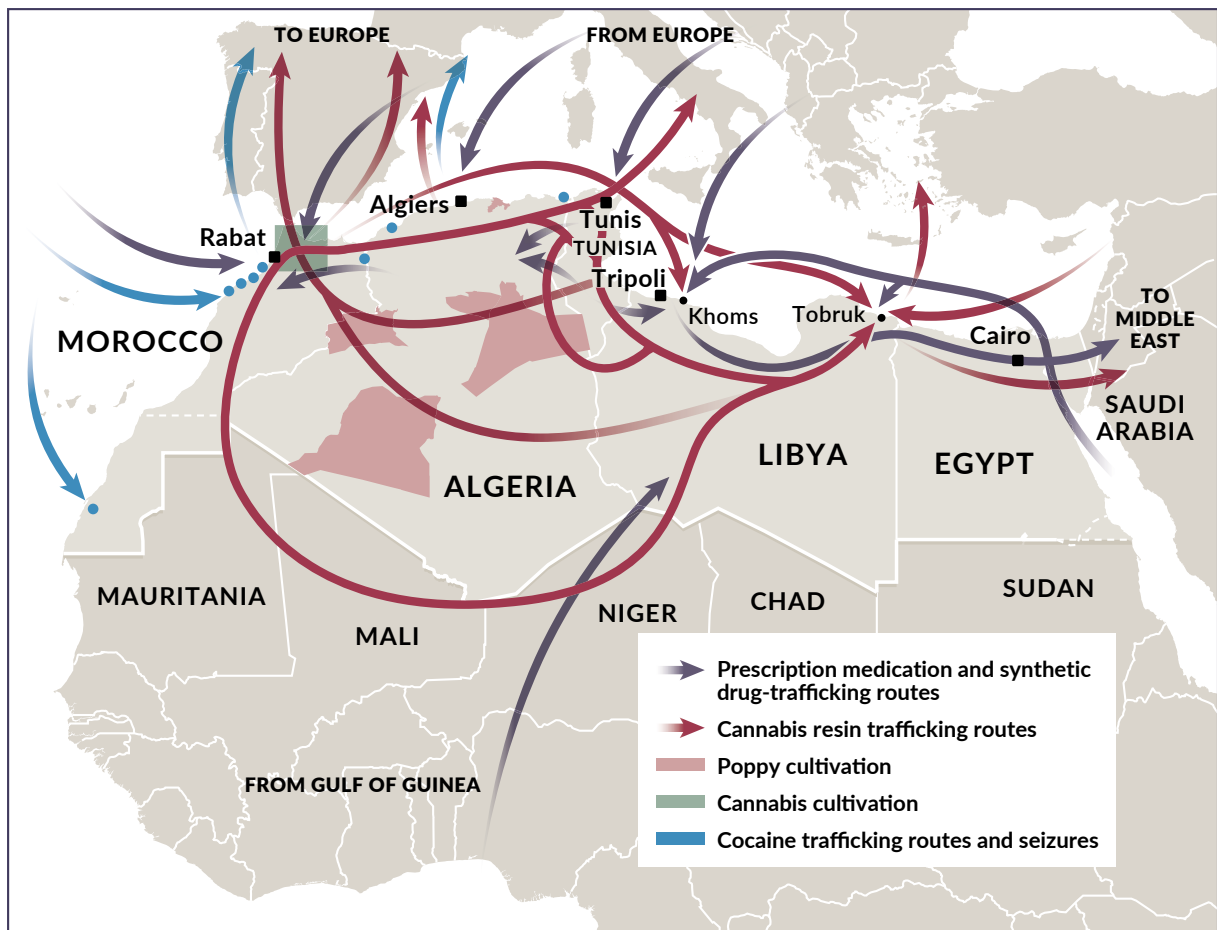 TO EUROPE
FROM EUROPE
Algiers
Tunis
Rabat
TUNISIA
Tripoli
Khoms
Tobruk
TO
MIDDLE
EAST
Cairo
MOROCCO
SAUDI
ARABIA
LIBYA
EGYPT
ALGERIA
MAURITANIA
MALI
NIGER
CHAD
SUDAN
FROM GULF OF GUINEA
Prescription medication and synthetic
drug-trafficking routes
Cannabis resin trafficking routes
Poppy cultivation
Cannabis cultivation
Cocaine trafficking routes and seizures